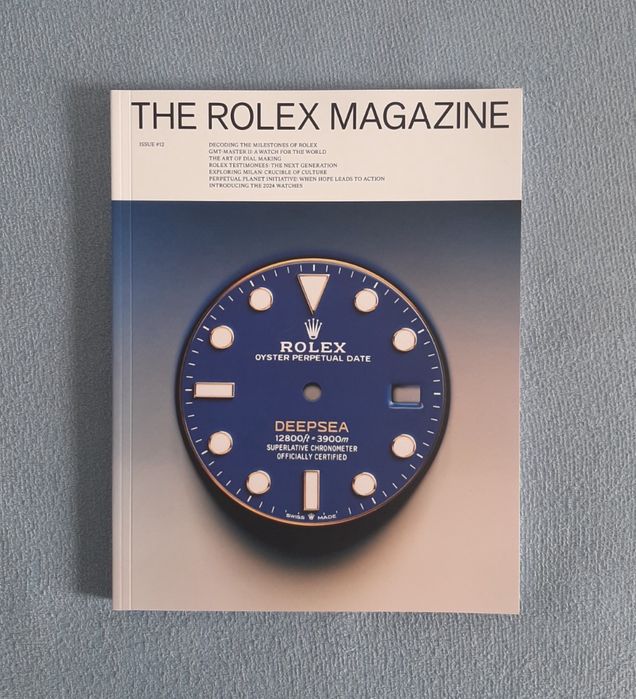 THE ROLEX MAGAZINE
ISSUE #12
DECODING THE MILESTONES OF ROLEX
GMT-MASTER II: A WATCH FOR THE WORLD
THE ART OF DIAL MAKING
ROLEX TESTIMONEES: THE NEXT GENERATION
EXPLORING MILAN: CRUCIBLE OF CULTURE
PERPETUAL PLANET INITIATIVE: WHEN HOPE LEADS TO ACTION
INTRODUCING THE 2024 WATCHES
ROLEX
OYSTER PERPETUAL DATE
DEEPSEA
12800ft = 3900m
SUPERLATIVE CHRONOMETER
OFFICIALLY CERTIFIED
SWISS MADE